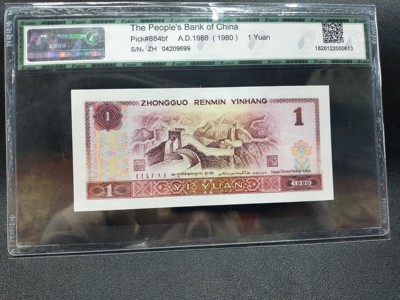 The People's Bank of China
Pick#884bf A.D.1988 (1980) 1 Yuan
S/N: ZH 04209699
1820122000613
ZHONGGUO RENMIN YINHANG
1
1
YI YUAN
1980